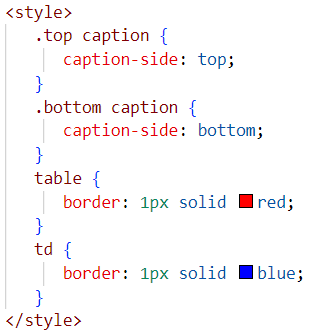 <style>
.top caption {
caption-side: top;
}
.bottom caption {
caption-side: bottom;
}
table {
border: 1px solid red;
}
td {
border: 1px solid blue;
}
</style>